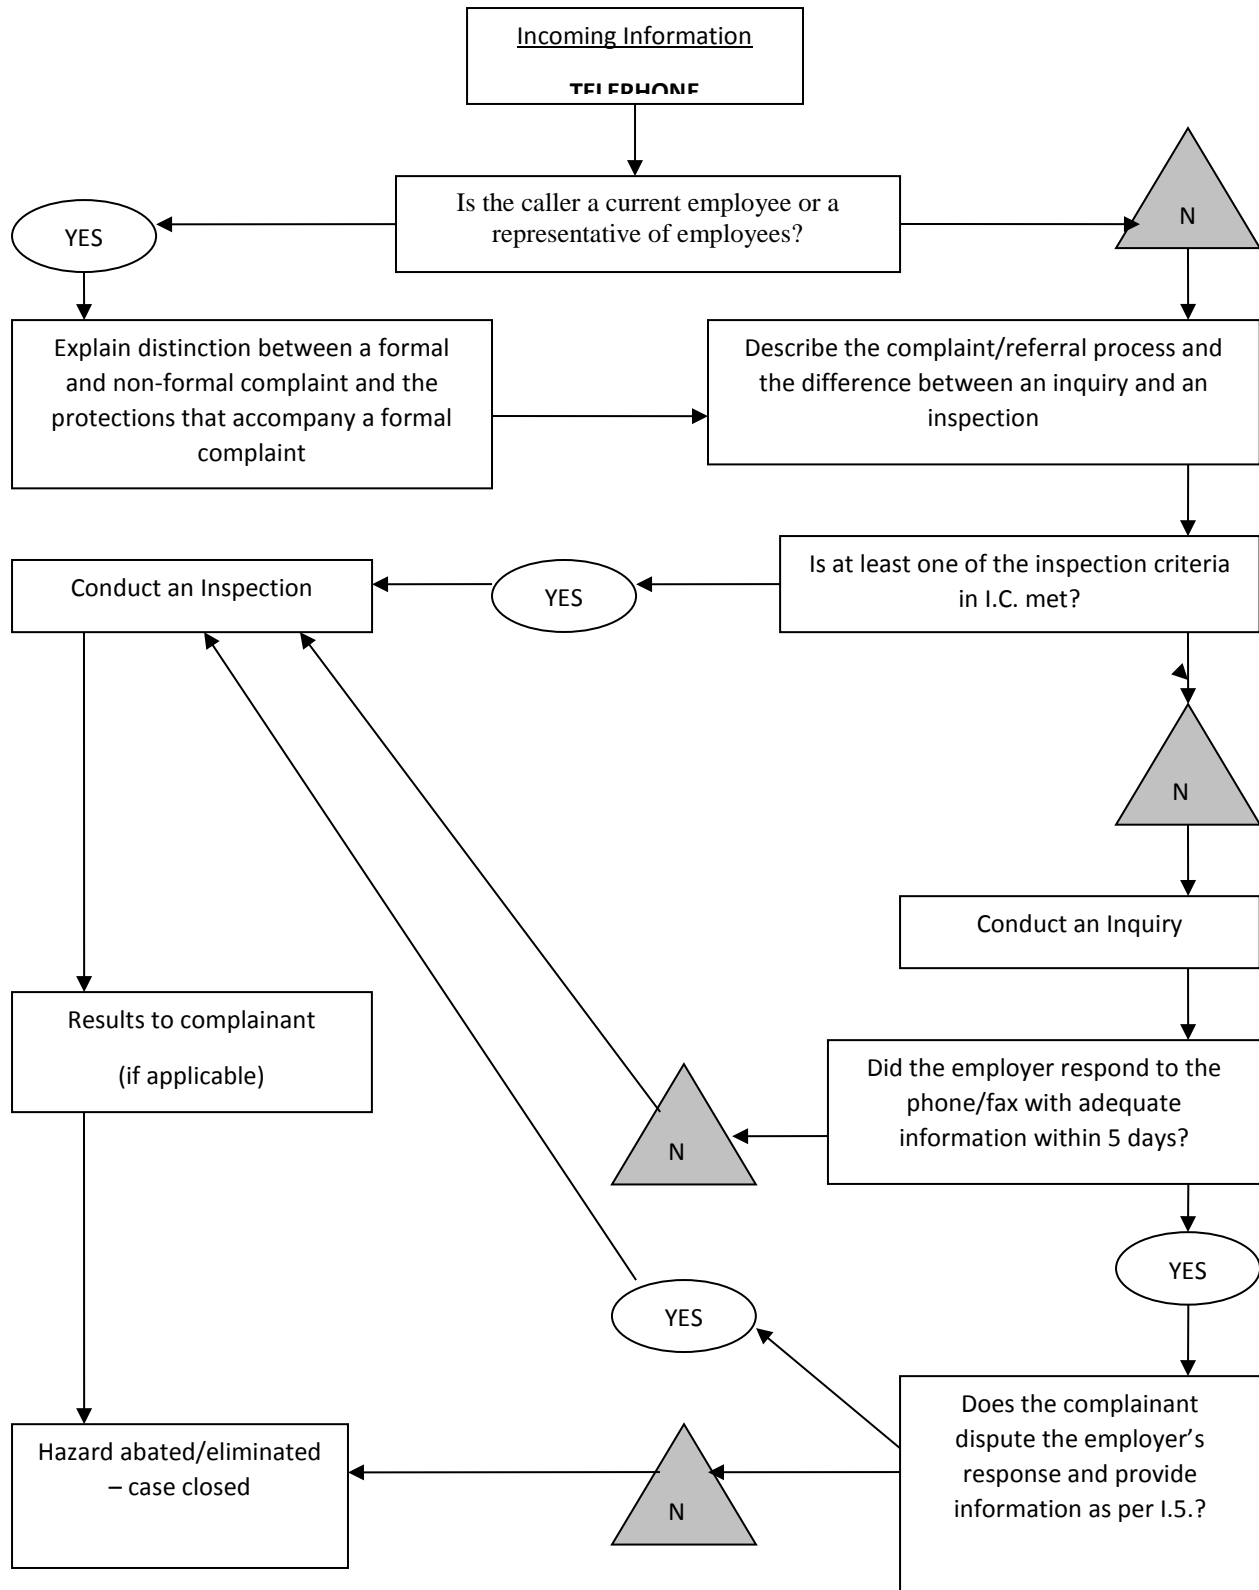 Incoming Information
TELEPHONE
Is the caller a current employee or a
representative of employees?
YES
N
Explain distinction between a formal
and non-formal complaint and the
protections that accompany a formal
complaint
Describe the complaint/referral process and
the difference between an inquiry and an
inspection
Conduct an Inspection
YES
Is at least one of the inspection criteria
in I.C. met?
N
Conduct an Inquiry
Results to complainant
(if applicable)
Did the employer respond to the
phone/fax with adequate
information within 5 days?
N
YES
YES
Does the complainant
dispute the employer’s
response and provide
information as per I.5.?
Hazard abated/eliminated
– case closed
N